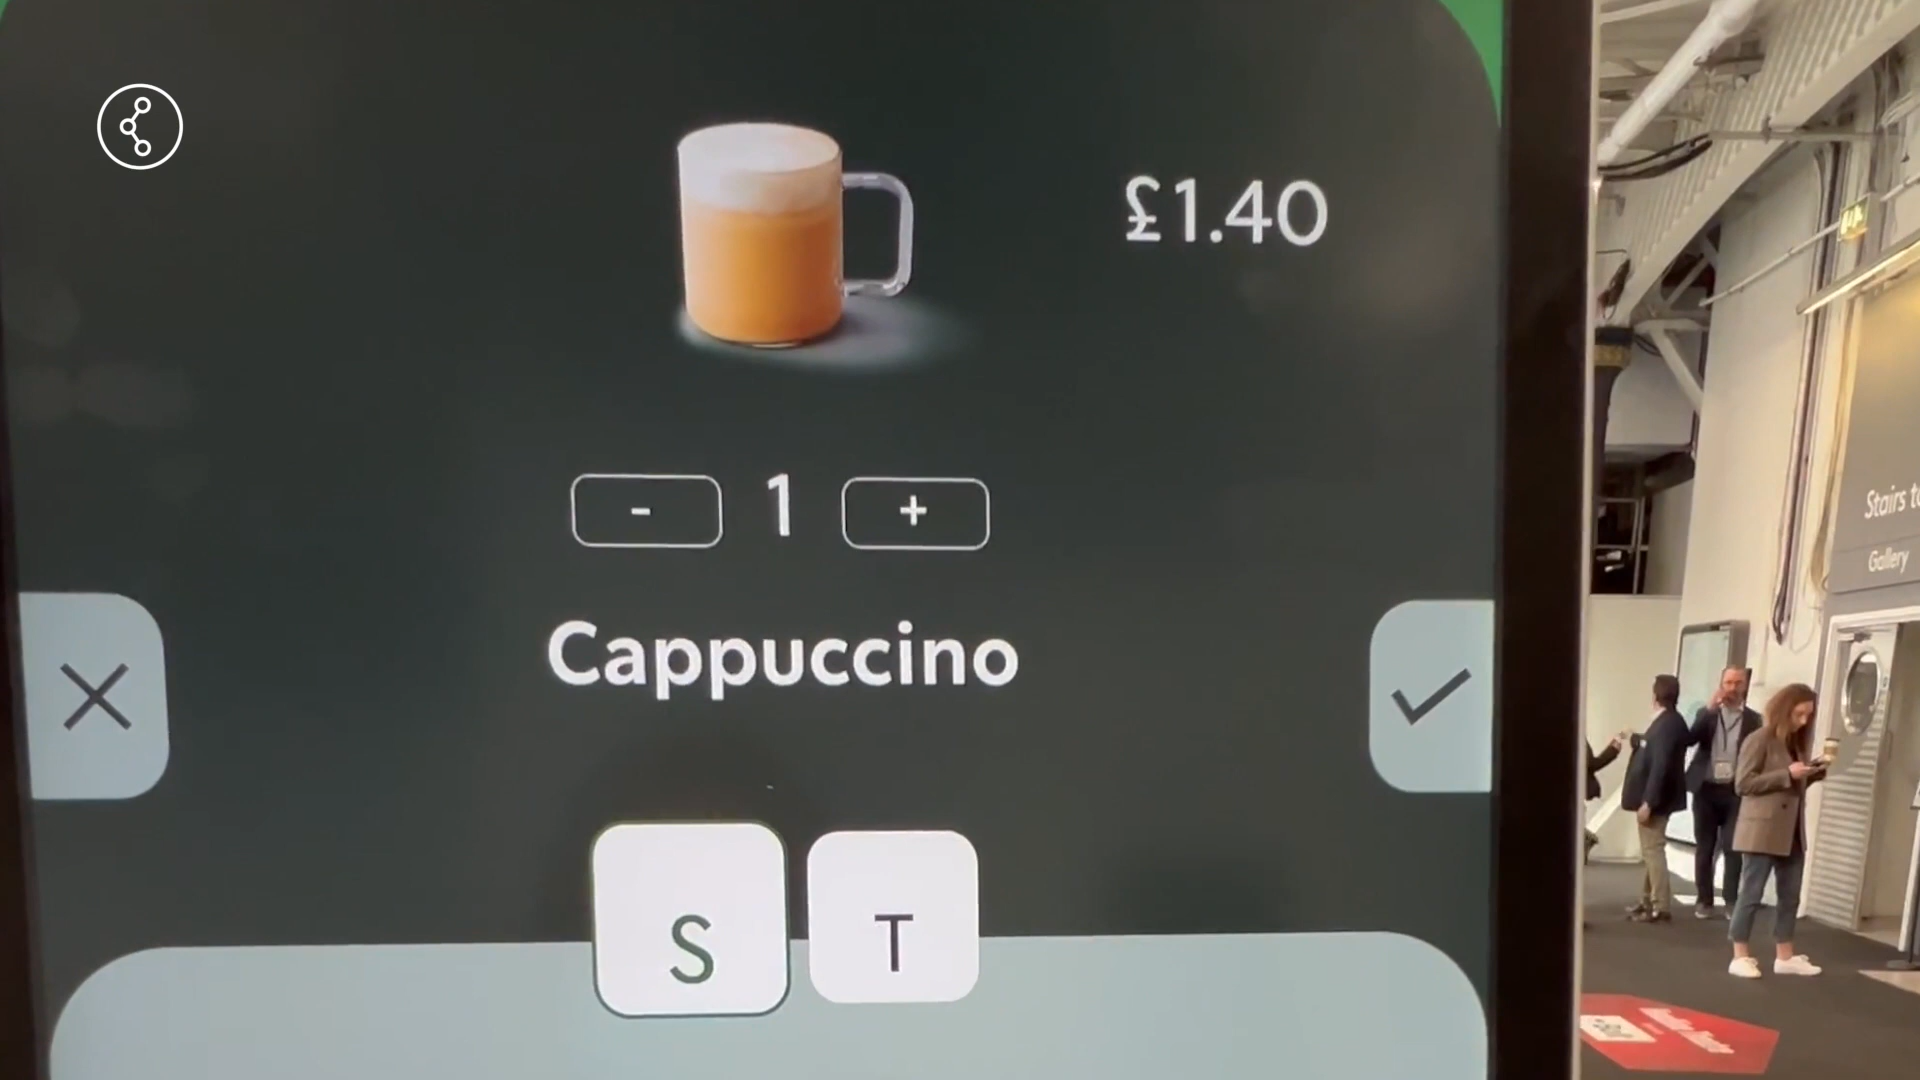 £1.40
- 1 +
Cappuccino
S T
Stairs
Gallery